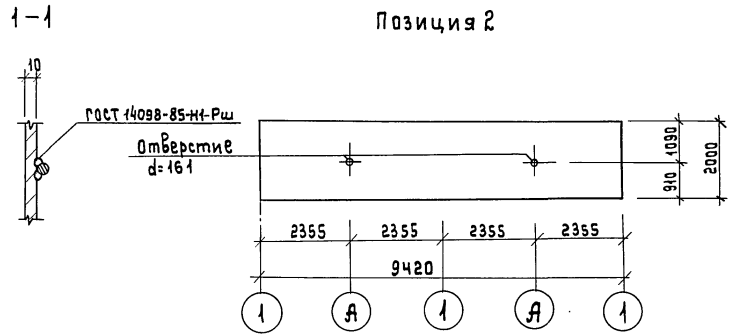 1-1
Позиция 2
10
ГОСТ 14098-85-Н1-Рш
Отверстие
d=161
1090
910
2000
2355 2355 2355 2355
9420
1 А 1 А 1